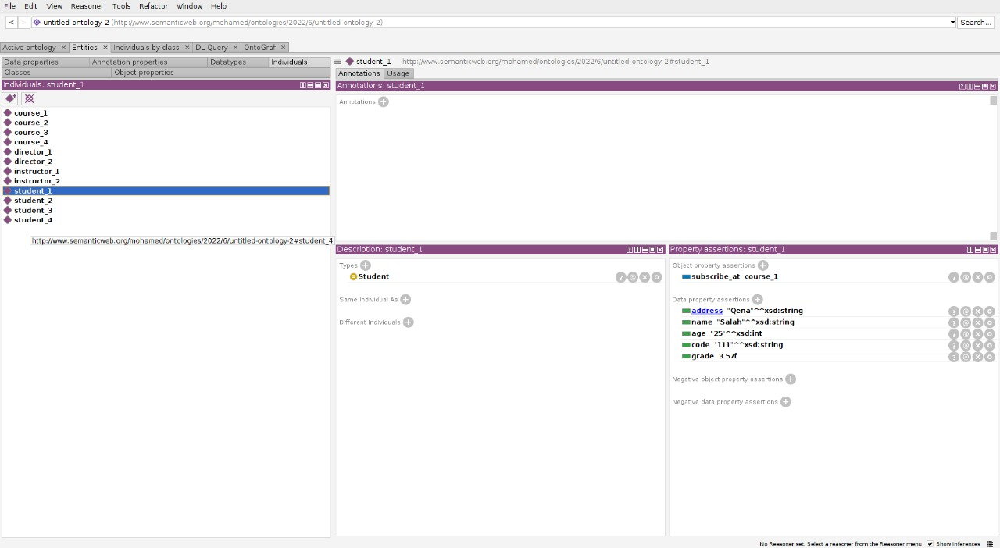 File Edit View Reasoner Tools Refactor Window Help
< > untitled-ontology-2 (http://www.semanticweb.org/mohamed/ontologies/2022/6/untitled-ontology-2) Search...
Active ontology × Entities × Individuals by class × DL Query × OntoGraf ×
Data properties Annotation properties Datatypes Individuals
Classes Object properties
Individuals: student_1
course_1
course_2
course_3
course_4
director_1
director_2
instructor_1
instructor_2
student_1
student_2
student_3
student_4
http://www.semanticweb.org/mohamed/ontologies/2022/6/untitled-ontology-2#student_4
student_1 — http://www.semanticweb.org/mohamed/ontologies/2022/6/untitled-ontology-2#student_1
Annotations Usage
Annotations: student_1
Annotations +
Description: student_1
Types +
Student
Same Individual As +
Different Individuals +
Property assertions: student_1
Object property assertions +
subscribe_at course_1
Data property assertions +
address "Qena"^^xsd:string
name "Salah"^^xsd:string
age "25"^^xsd:int
code "111"^^xsd:string
grade 3.57f
Negative object property assertions +
Negative data property assertions +
No Reasoner set. Select a reasoner from the Reasoner menu Show Inferences